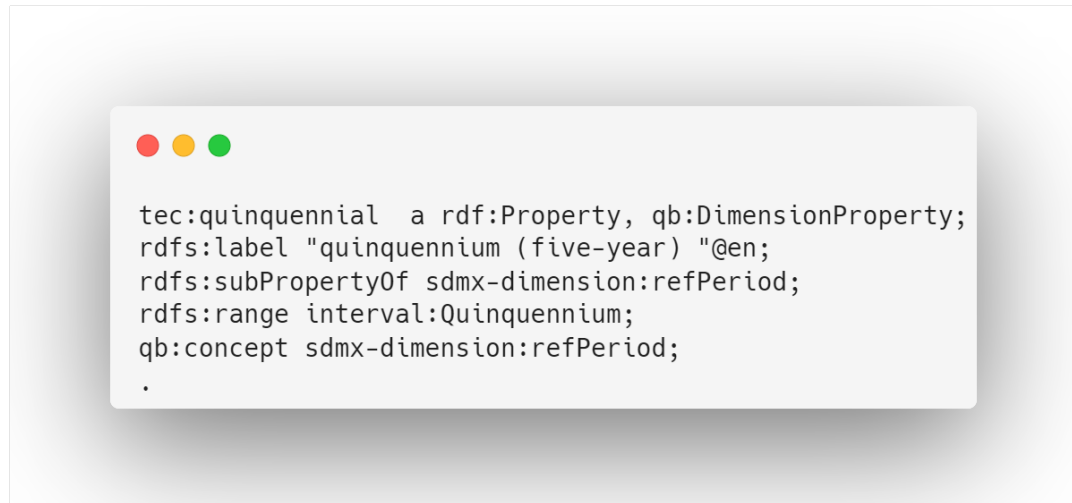 tec:quinquennial  a rdf:Property, qb:DimensionProperty;
rdfs:label "quinquennium (five-year) "@en;
rdfs:subPropertyOf sdmx-dimension:refPeriod;
rdfs:range interval:Quinquennium;
qb:concept sdmx-dimension:refPeriod;
.